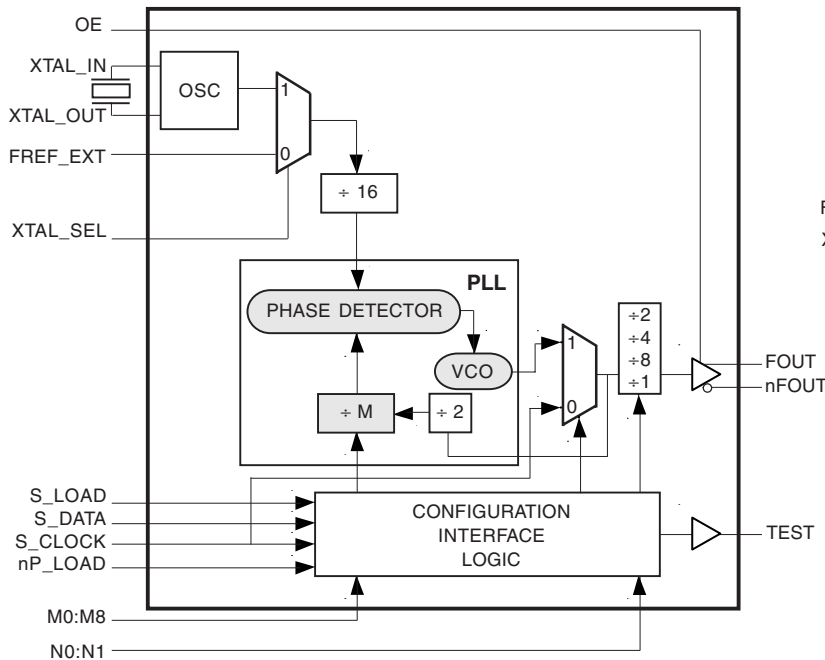 OE
XTAL_IN
OSC
XTAL_OUT
1
FREF_EXT
0
÷ 16
XTAL_SEL
F
X
PLL
PHASE DETECTOR
VCO
÷ M
÷ 2
1
0
÷2
÷4
÷8
÷1
FOUT
nFOUT
S_LOAD
S_DATA
S_CLOCK
nP_LOAD
CONFIGURATION
INTERFACE
LOGIC
TEST
M0:M8
N0:N1